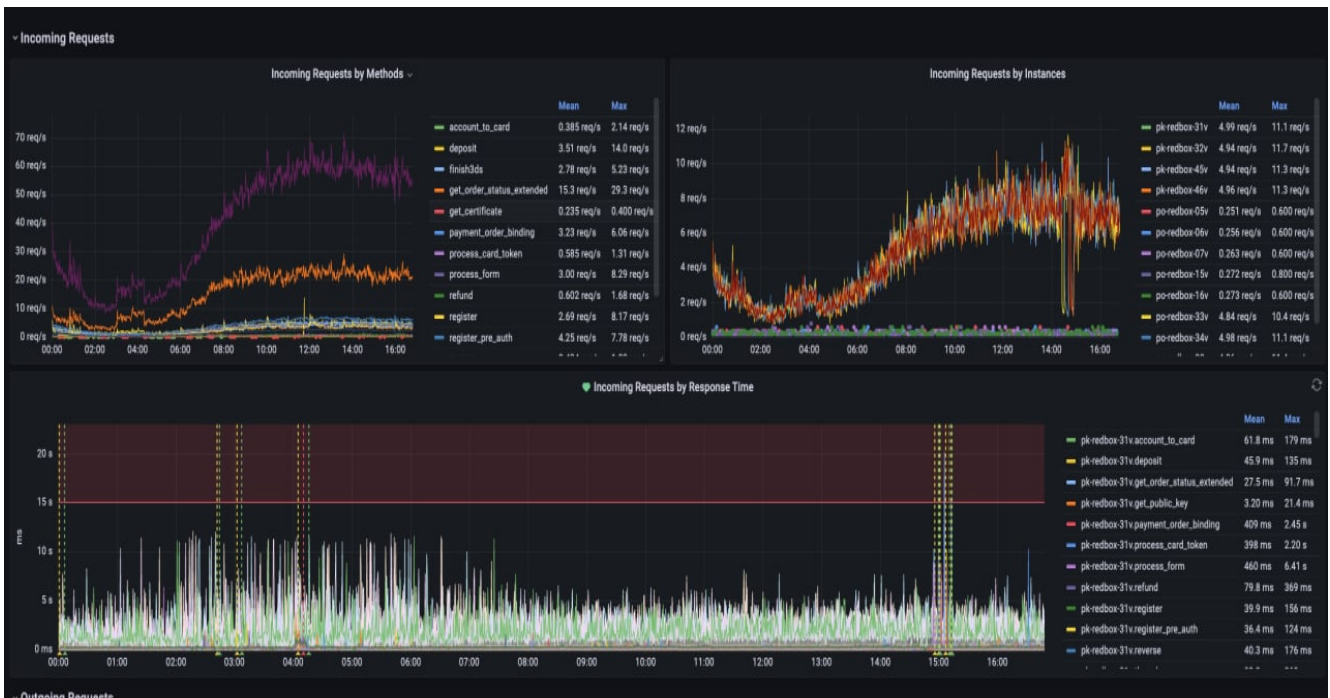 Incoming Requests
Incoming Requests by Methods
Mean Max
70 req/s
60 req/s
50 req/s
40 req/s
30 req/s
20 req/s
10 req/s
0 req/s
00:00 02:00 04:00 06:00 08:00 10:00 12:00 14:00 16:00
account_to_card 0.385 req/s 2.14 req/s
deposit 3.51 req/s 14.0 req/s
finish3ds 2.78 req/s 5.23 req/s
get_order_status_extended 15.3 req/s 29.3 req/s
get_certificate 0.235 req/s 0.400 req/s
payment_order_binding 3.23 req/s 6.06 req/s
process_card_token 0.585 req/s 1.31 req/s
process_form 3.00 req/s 8.29 req/s
refund 0.602 req/s 1.68 req/s
register 2.69 req/s 8.17 req/s
register_pre_auth 4.25 req/s 7.78 req/s
Incoming Requests by Instances
Mean Max
12 req/s
10 req/s
8 req/s
6 req/s
4 req/s
2 req/s
0 req/s
00:00 02:00 04:00 06:00 08:00 10:00 12:00 14:00 16:00
pk-redbox-31v 4.99 req/s 11.1 req/s
pk-redbox-32v 4.94 req/s 11.7 req/s
pk-redbox-45v 4.94 req/s 11.3 req/s
pk-redbox-46v 4.96 req/s 11.3 req/s
po-redbox-05v 0.251 req/s 0.600 req/s
po-redbox-06v 0.256 req/s 0.600 req/s
po-redbox-07v 0.263 req/s 0.600 req/s
po-redbox-15v 0.272 req/s 0.800 req/s
po-redbox-16v 0.273 req/s 0.600 req/s
po-redbox-33v 4.84 req/s 10.4 req/s
po-redbox-34v 4.98 req/s 11.1 req/s
Incoming Requests by Response Time
Mean Max
20 s
15 s
10 s
5 s
0 ms
ms
00:00 01:00 02:00 03:00 04:00 05:00 06:00 07:00 08:00 09:00 10:00 11:00 12:00 13:00 14:00 15:00 16:00
pk-redbox-31v.account_to_card 61.8 ms 179 ms
pk-redbox-31v.deposit 45.9 ms 135 ms
pk-redbox-31v.get_order_status_extended 27.5 ms 91.7 ms
pk-redbox-31v.get_public_key 3.20 ms 21.4 ms
pk-redbox-31v.payment_order_binding 409 ms 2.45 s
pk-redbox-31v.process_card_token 398 ms 2.20 s
pk-redbox-31v.process_form 460 ms 6.41 s
pk-redbox-31v.refund 79.8 ms 369 ms
pk-redbox-31v.register 39.9 ms 156 ms
pk-redbox-31v.register_pre_auth 36.4 ms 124 ms
pk-redbox-31v.reverse 40.3 ms 176 ms
Outgoing Requests